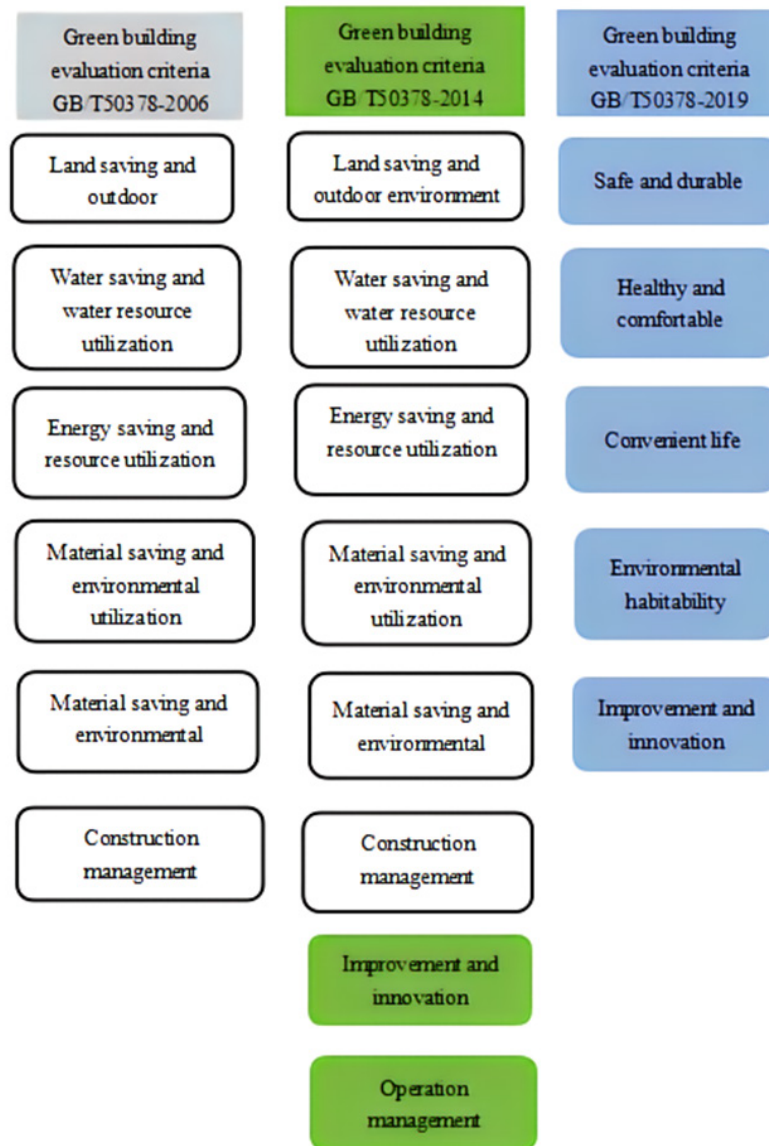 Green building
evaluation criteria
GB/T50378-2006
Land saving and
outdoor
Water saving and
water resource
utilization
Energy saving and
resource utilization
Material saving and
environmental
utilization
Material saving and
environmental
Construction
management
Green building
evaluation criteria
GB/T50378-2014
Land saving and
outdoor environment
Water saving and
water resource
utilization
Energy saving and
resource utilization
Material saving and
environmental
utilization
Material saving and
environmental
Construction
management
Improvement and
innovation
Operation
management
Green building
evaluation criteria
GB/T50378-2019
Safe and durable
Healthy and
comfortable
Convenient life
Environmental
habitability
Improvement and
innovation